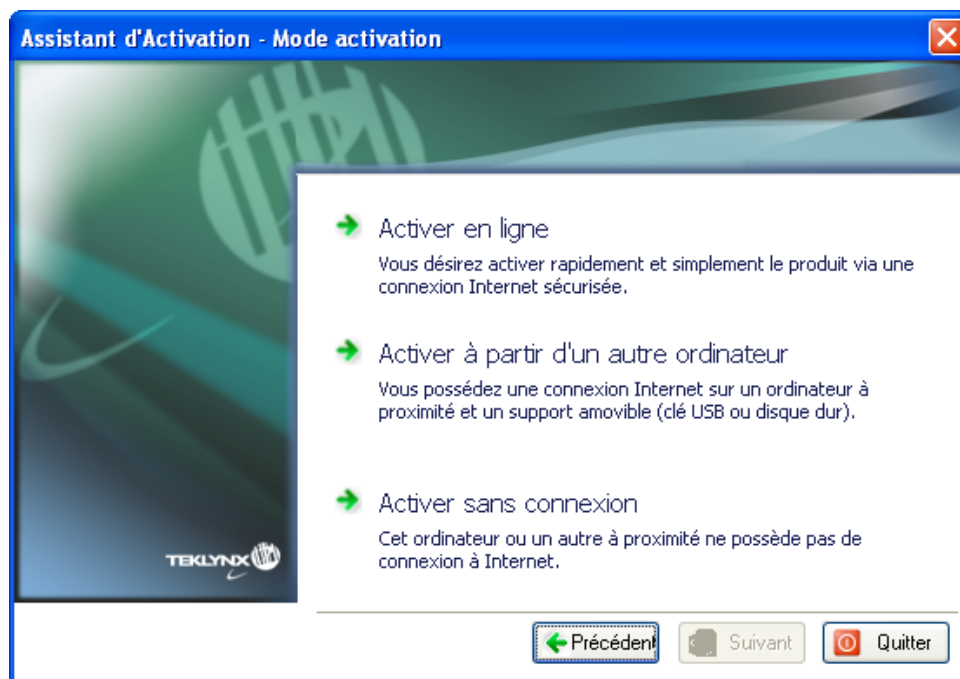 Assistant d'Activation - Mode activation
Activer en ligne
Vous désirez activer rapidement et simplement le produit via une
connexion Internet sécurisée.
Activer à partir d'un autre ordinateur
Vous possédez une connexion Internet sur un ordinateur à
proximité et un support amovible (clé USB ou disque dur).
Activer sans connexion
Cet ordinateur ou un autre à proximité ne possède pas de
connexion à Internet.
TEKLYNX
Précédent
Suivant
Quitter